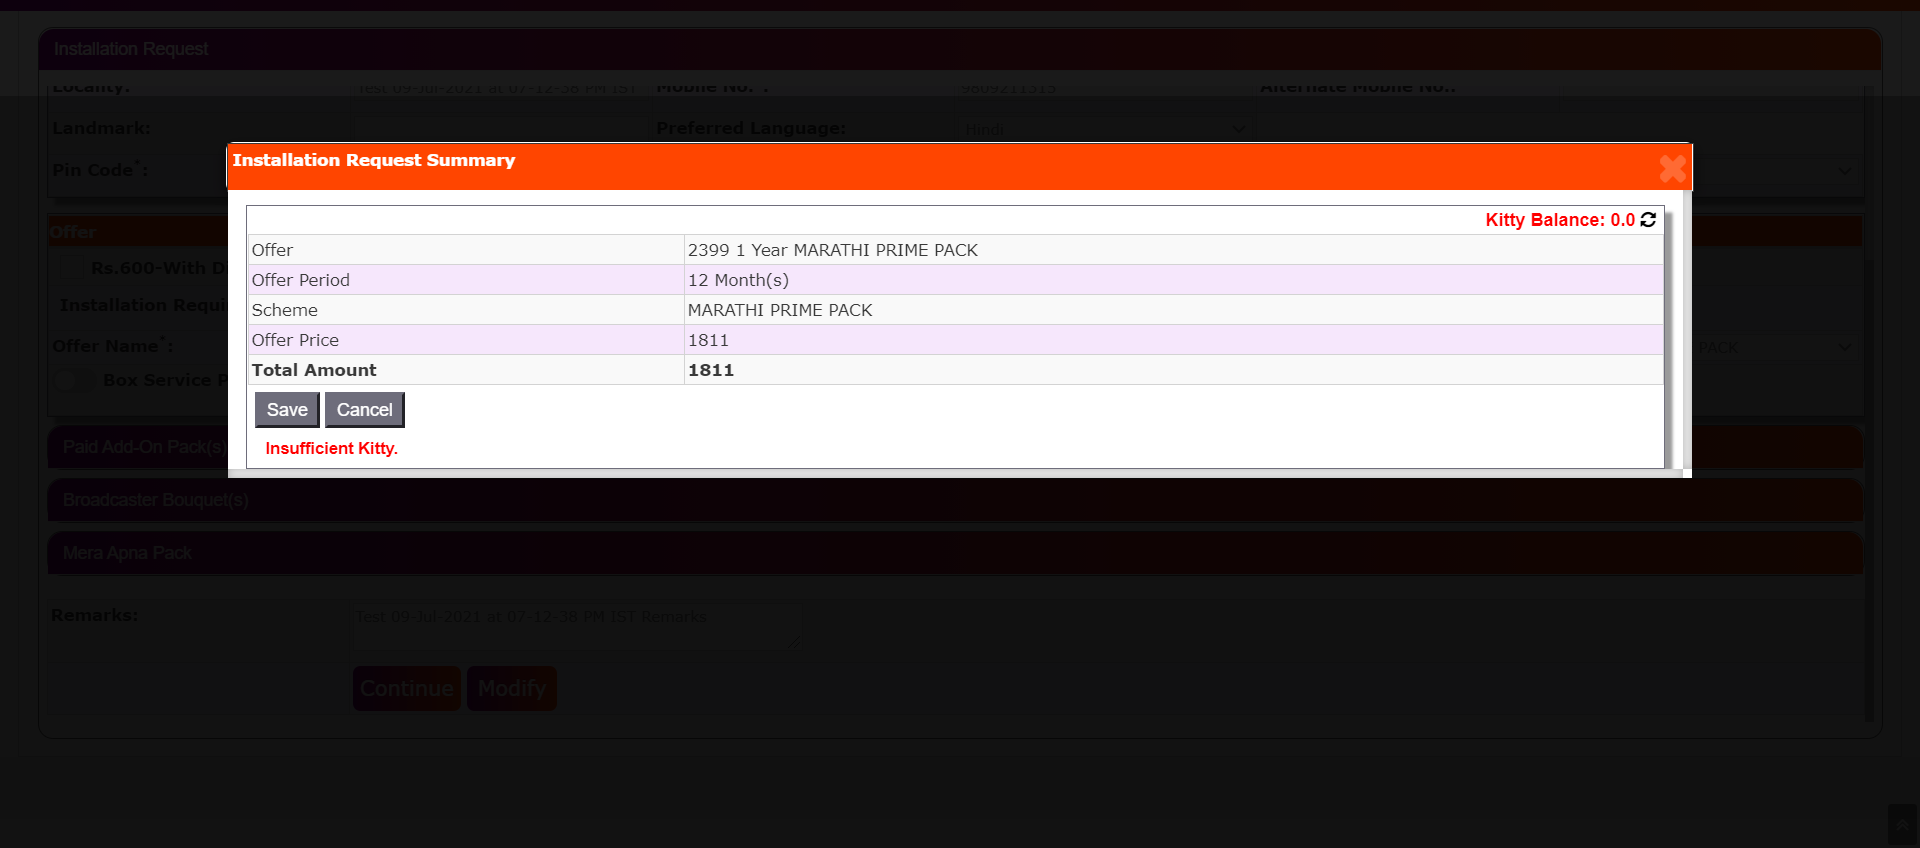 Installation Request
Locality:
Test 09-Jul-2021 at 07-12-38 PM IST
Mobile No.*:
9869211515
Alternate Mobile No.:
Landmark:
Preferred Language:
Hindi
Pin Code*:
Installation Request Summary
Kitty Balance: 0.0
Offer 2399 1 Year MARATHI PRIME PACK
Offer Period 12 Month(s)
Scheme MARATHI PRIME PACK
Offer Price 1811
Total Amount 1811
Save Cancel
Insufficient Kitty.
Offer
Rs.600-With D
Installation Requi
Offer Name*:
PACK
Box Service P
Paid Add-On Pack(s)
Broadcaster Bouquet(s)
Mera Apna Pack
Remarks:
Test 09-Jul-2021 at 07-12-38 PM IST Remarks
Continue Modify